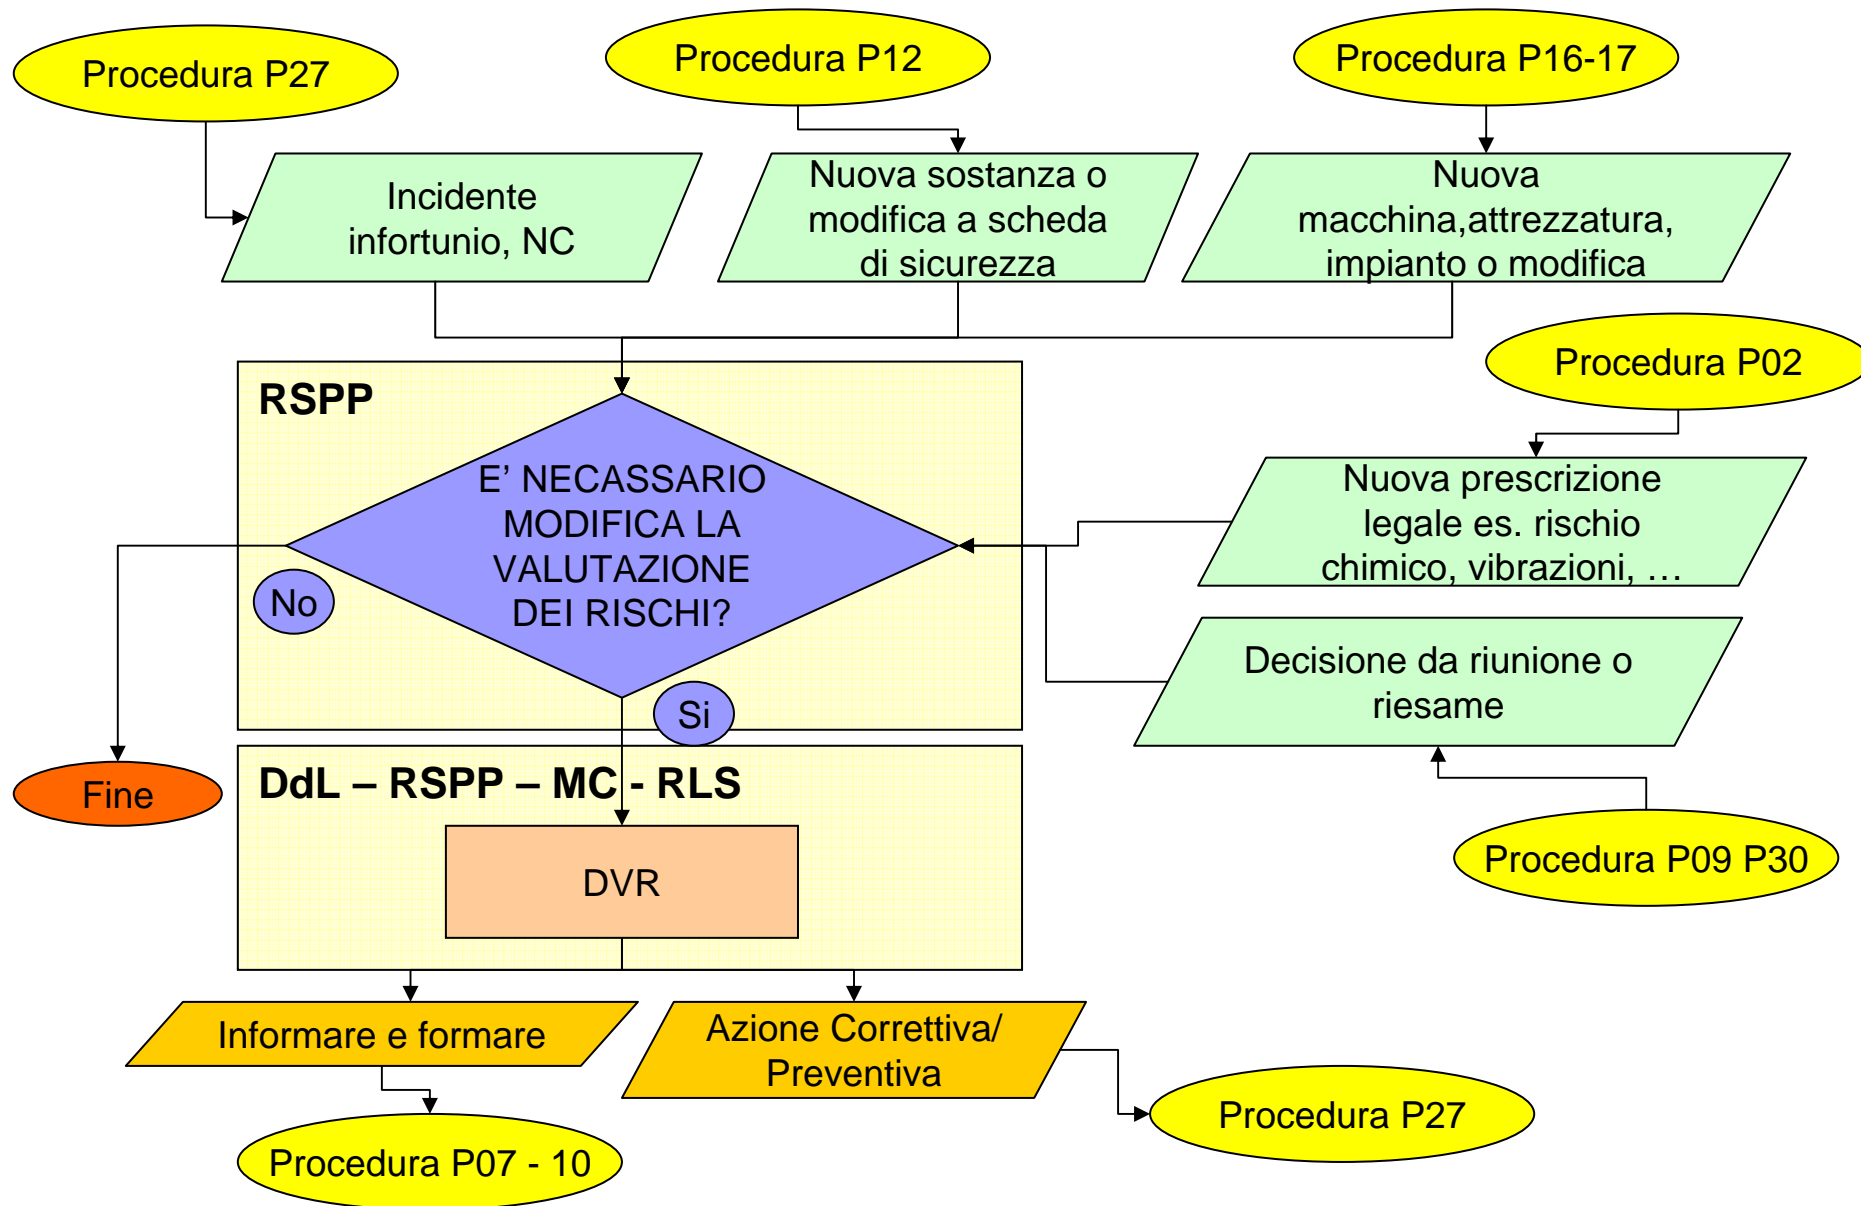 Procedura P27
Procedura P12
Procedura P16-17
Incidente
infortunio, NC
Nuova sostanza o
modifica a scheda
di sicurezza
Nuova
macchina,attrezzatura,
impianto o modifica
Procedura P02
RSPP
E’ NECASSARIO
MODIFICA LA
VALUTAZIONE
DEI RISCHI?
Nuova prescrizione
legale es. rischio
chimico, vibrazioni, …
No
Decisione da riunione o
riesame
Si
Fine
DdL – RSPP – MC - RLS
Procedura P09 P30
DVR
Informare e formare
Azione Correttiva/
Preventiva
Procedura P27
Procedura P07 - 10